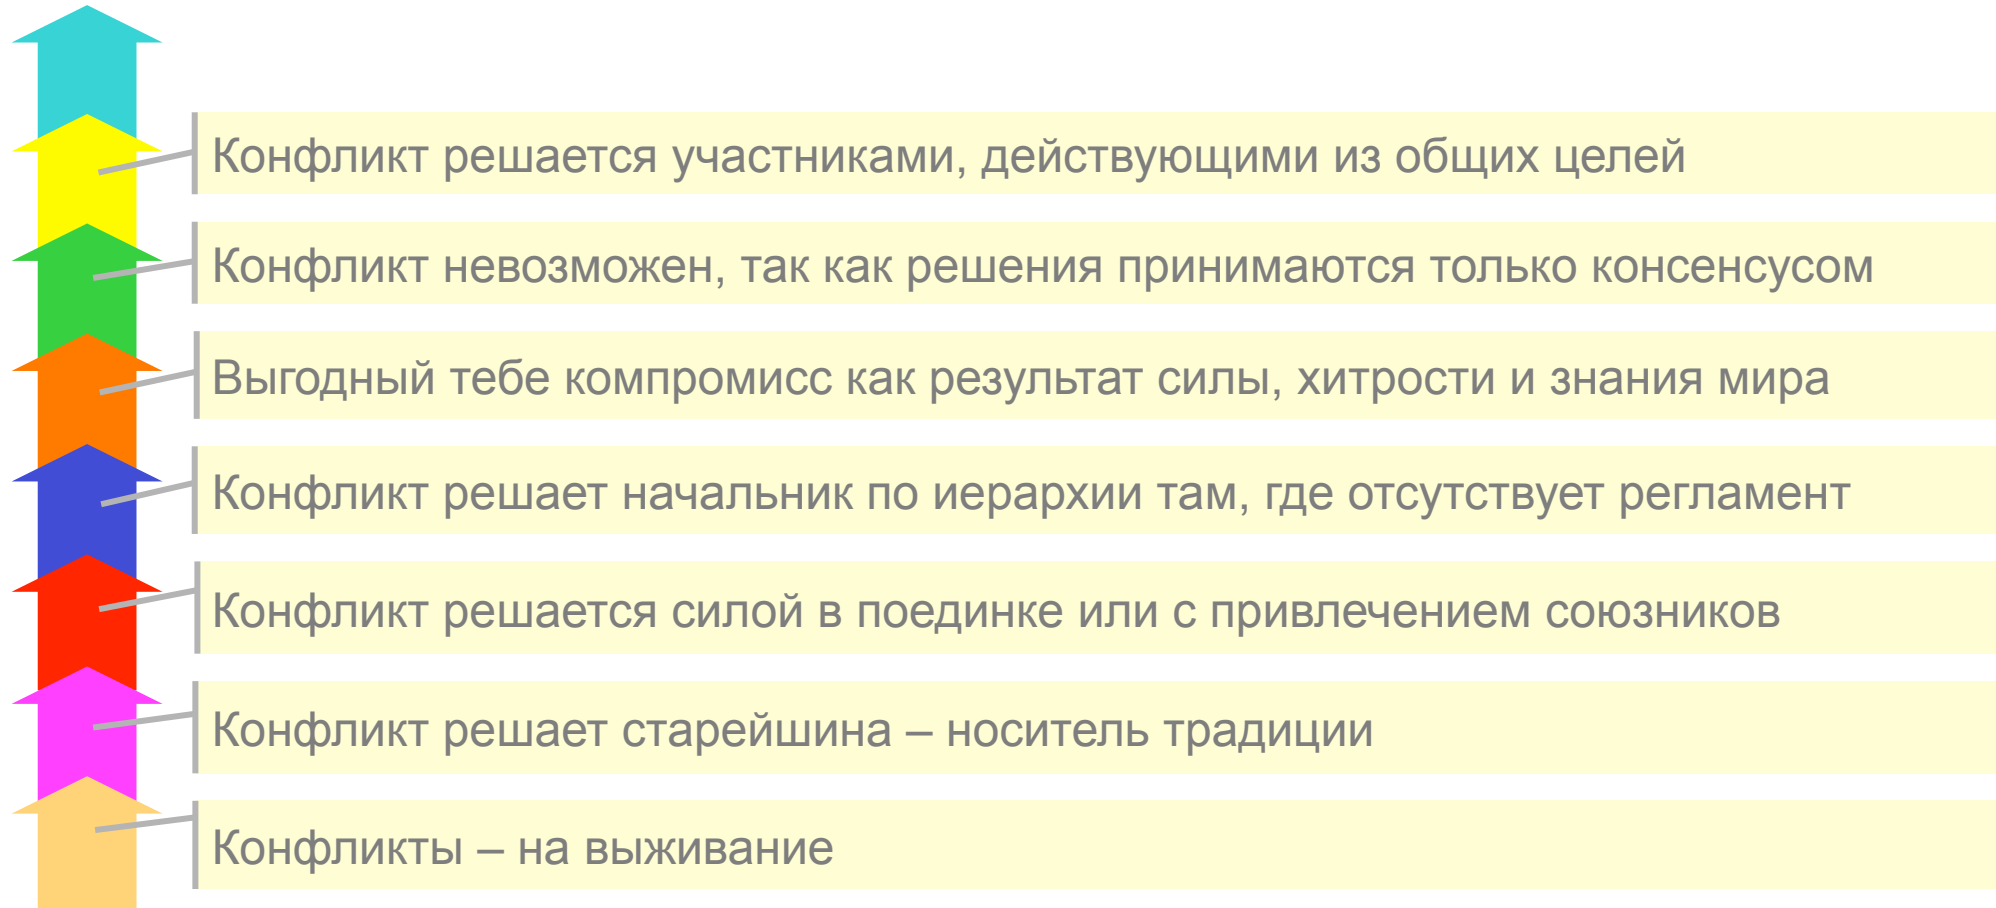 Конфликт решается участниками, действующими из общих целей
Конфликт невозможен, так как решения принимаются только консенсусом
Выгодный тебе компромисс как результат силы, хитрости и знания мира
Конфликт решает начальник по иерархии там, где отсутствует регламент
Конфликт решается силой в поединке или с привлечением союзников
Конфликт решает старейшина – носитель традиции
Конфликты – на выживание